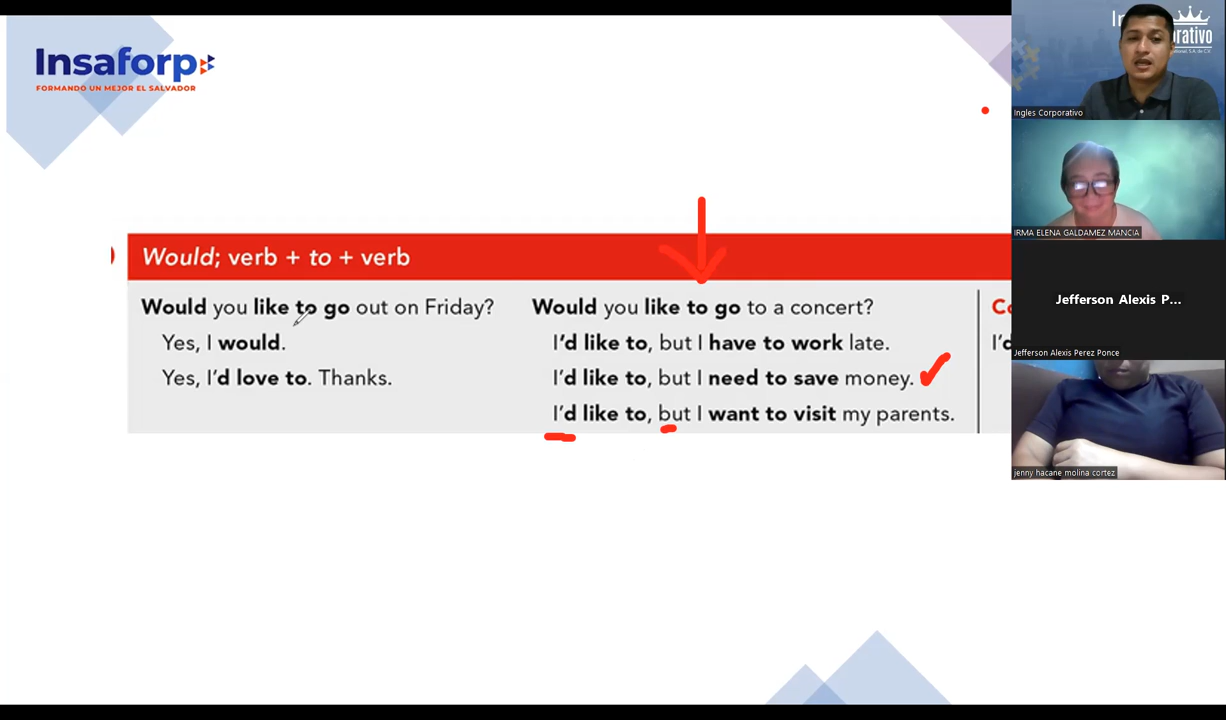 Insaforp
FORMANDO UN MEJOR EL SALVADOR
Would; verb + to + verb
Would you like to go out on Friday?
Yes, I would.
Yes, I'd love to. Thanks.
Would you like to go to a concert?
I'd like to, but I have to work late.
I'd like to, but I need to save money.
I'd like to, but I want to visit my parents.
Ingles Corporativo
IRMA ELENA GALDAMEZ MANCIA
Jefferson Alexis P...
Jefferson Alexis Perez Ponce
jenny hacane molina cortez